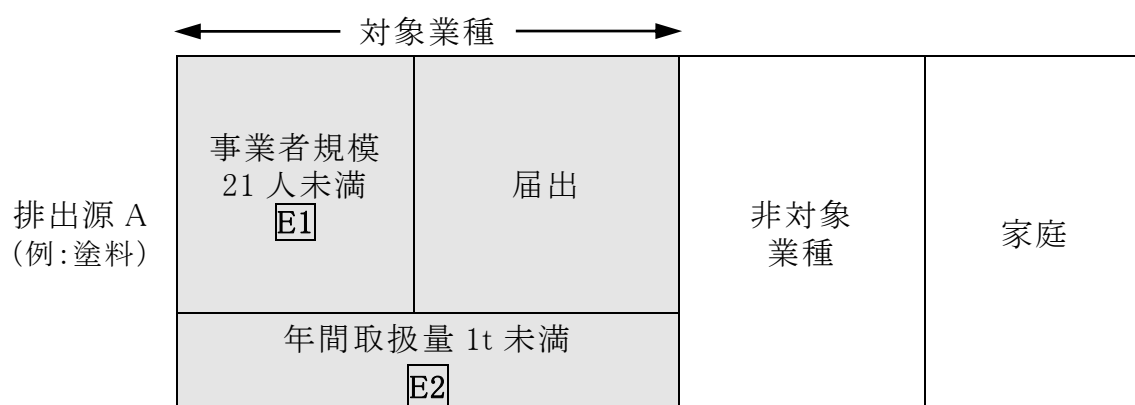 対象業種
事業者規模
21人未満
E1
届出
排出源A
(例:塗料)
非対象
業種
家庭
年間取扱量1t未満
E2